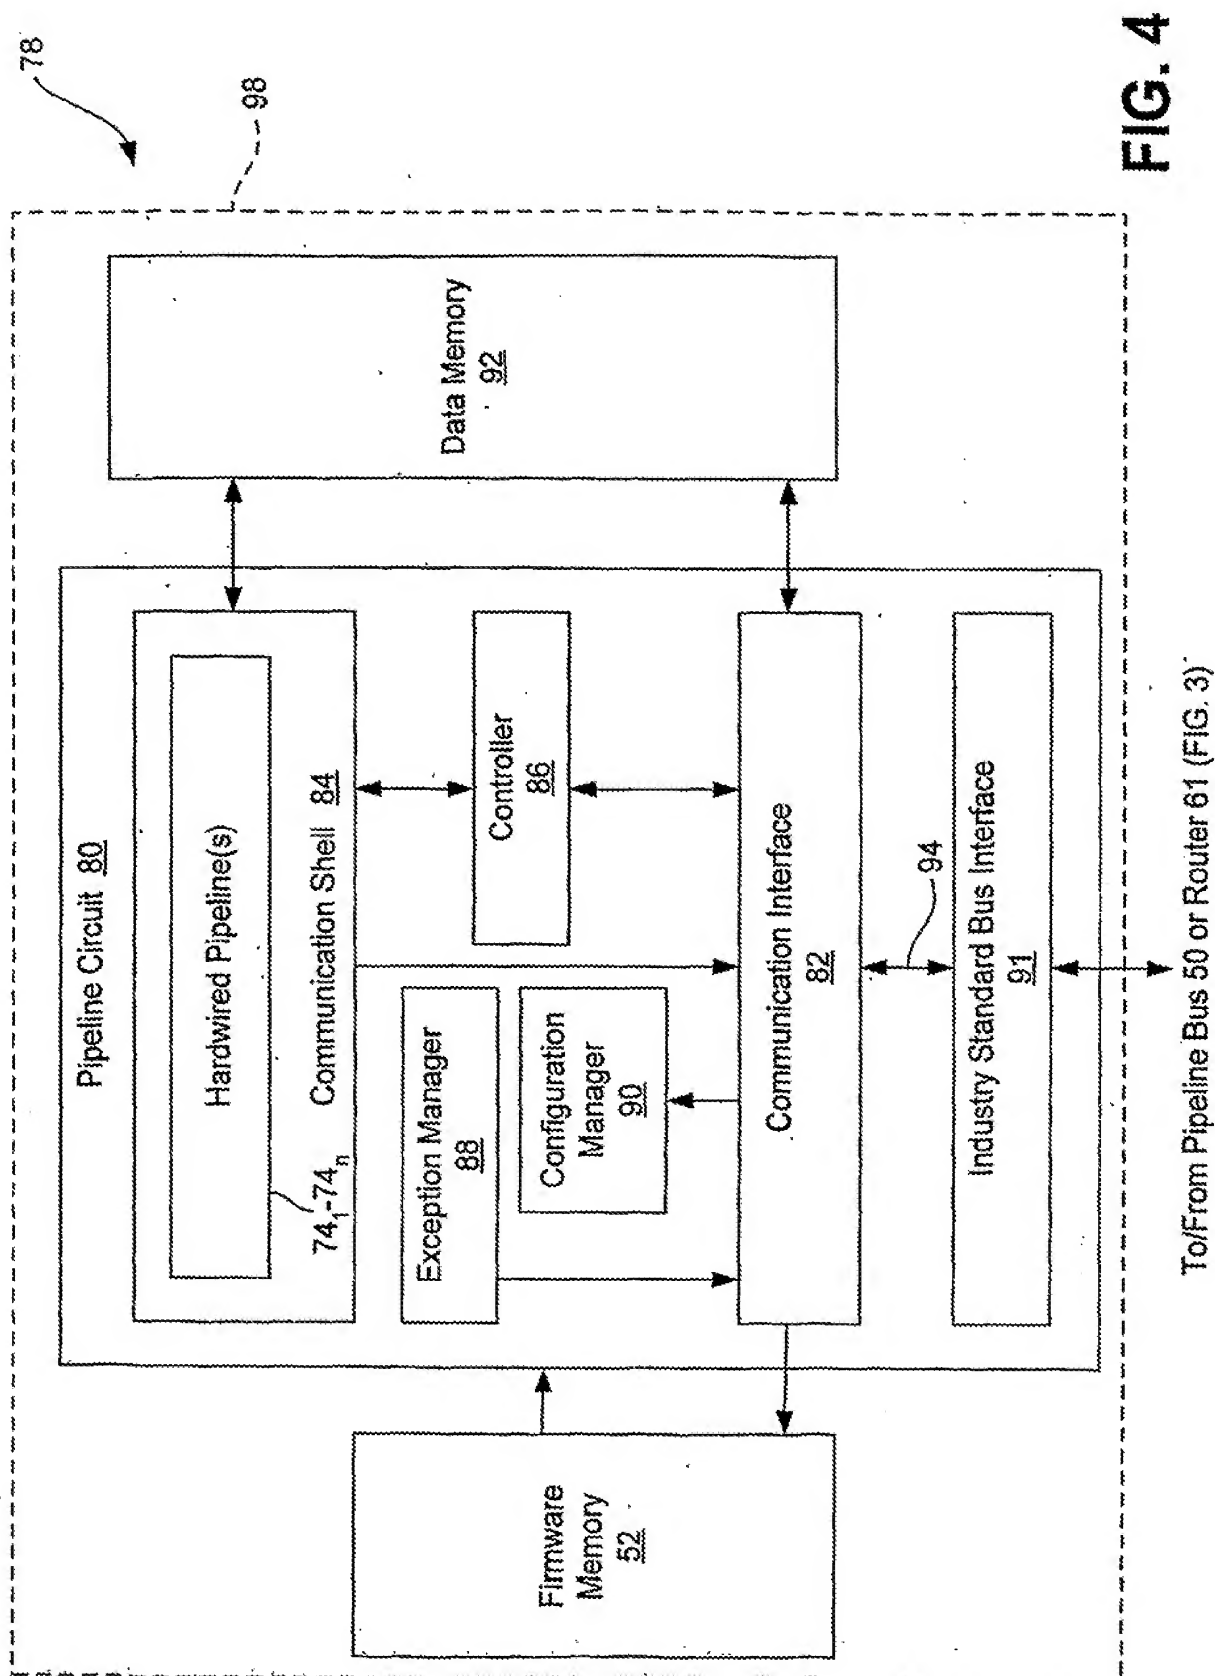 78
98
Pipeline Circuit 80
Hardwired Pipeline(s)
74₁-74ₙ
Communication Shell 84
Controller
86
Exception Manager
88
Configuration
Manager
90
Communication Interface
82
94
Industry Standard Bus Interface
91
Firmware
Memory
52
Data Memory
92
To/From Pipeline Bus 50 or Router 61 (FIG. 3)
FIG. 4